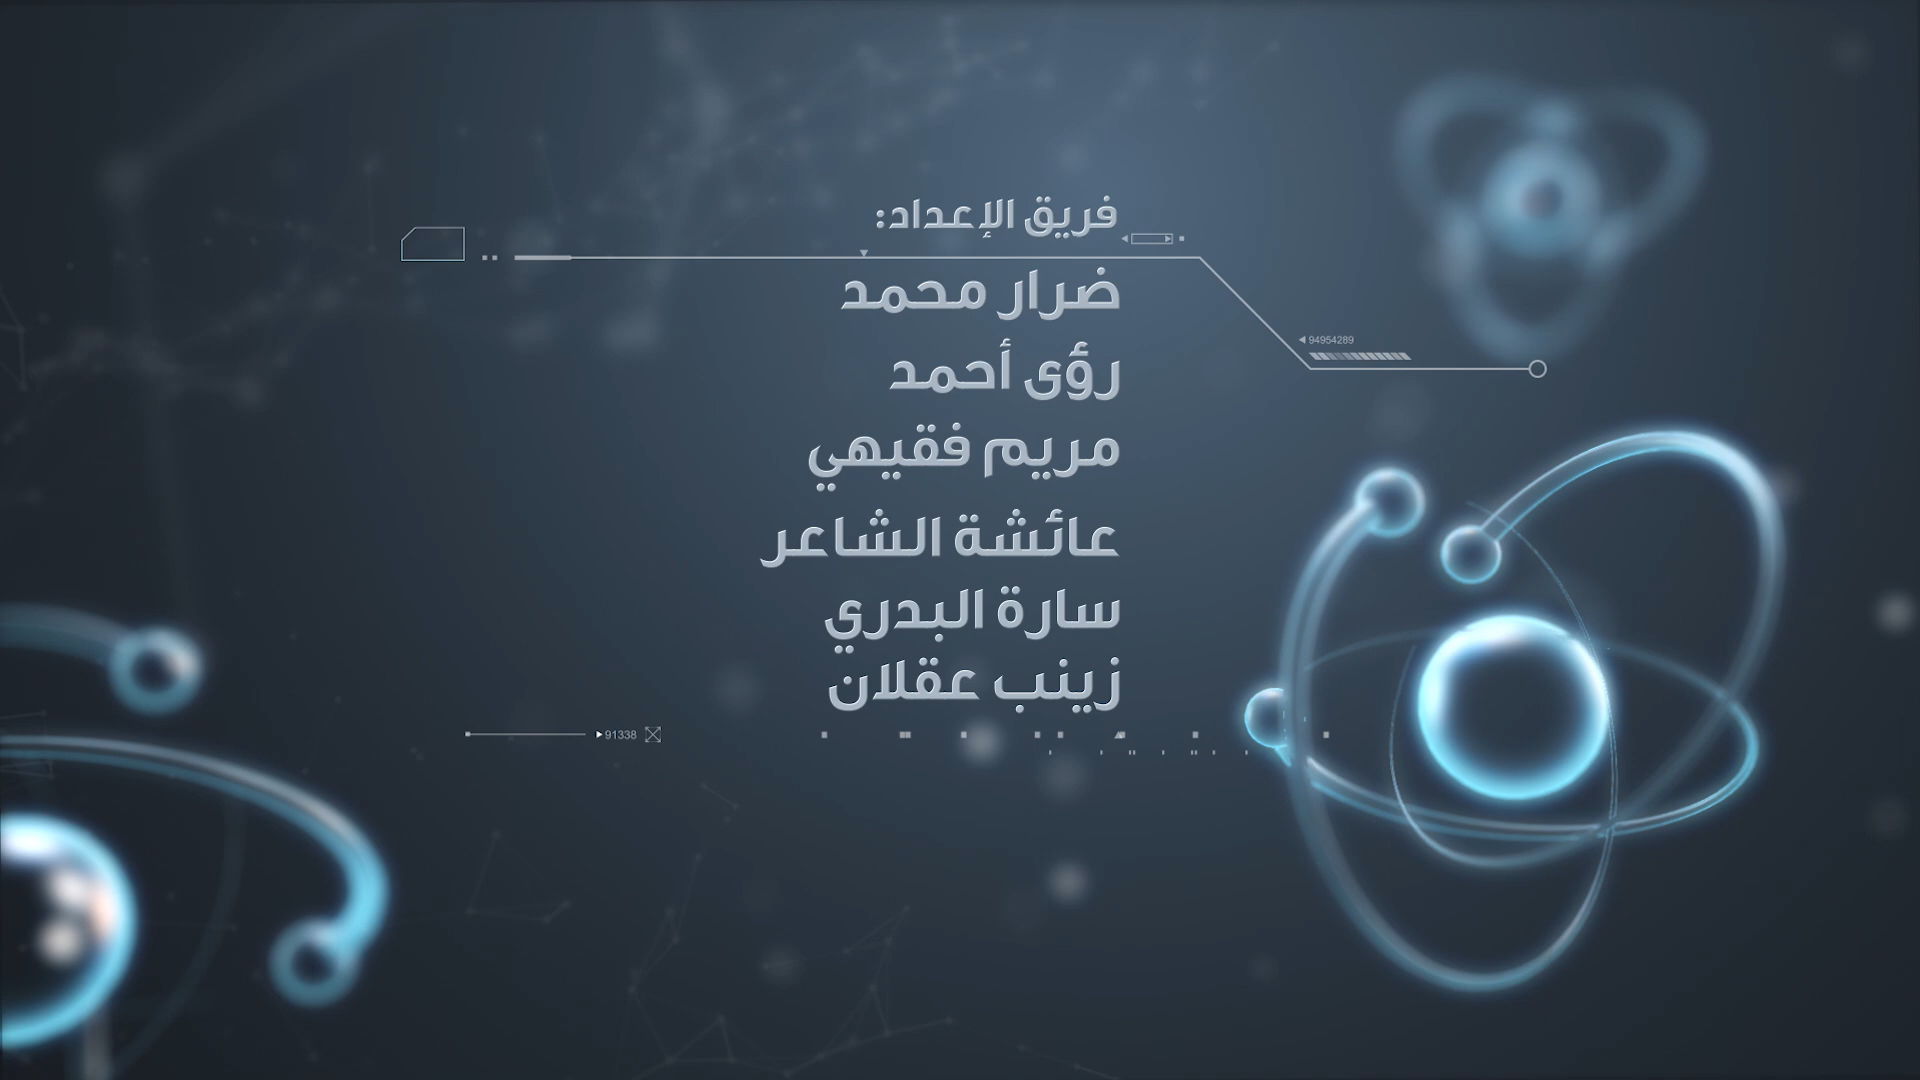 فريق الإعداد:
ضرار محمد
94954289
رؤى أحمد
مريم فقيهي
عائشة الشاعر
سارة البدري
زينب عقلان
91338